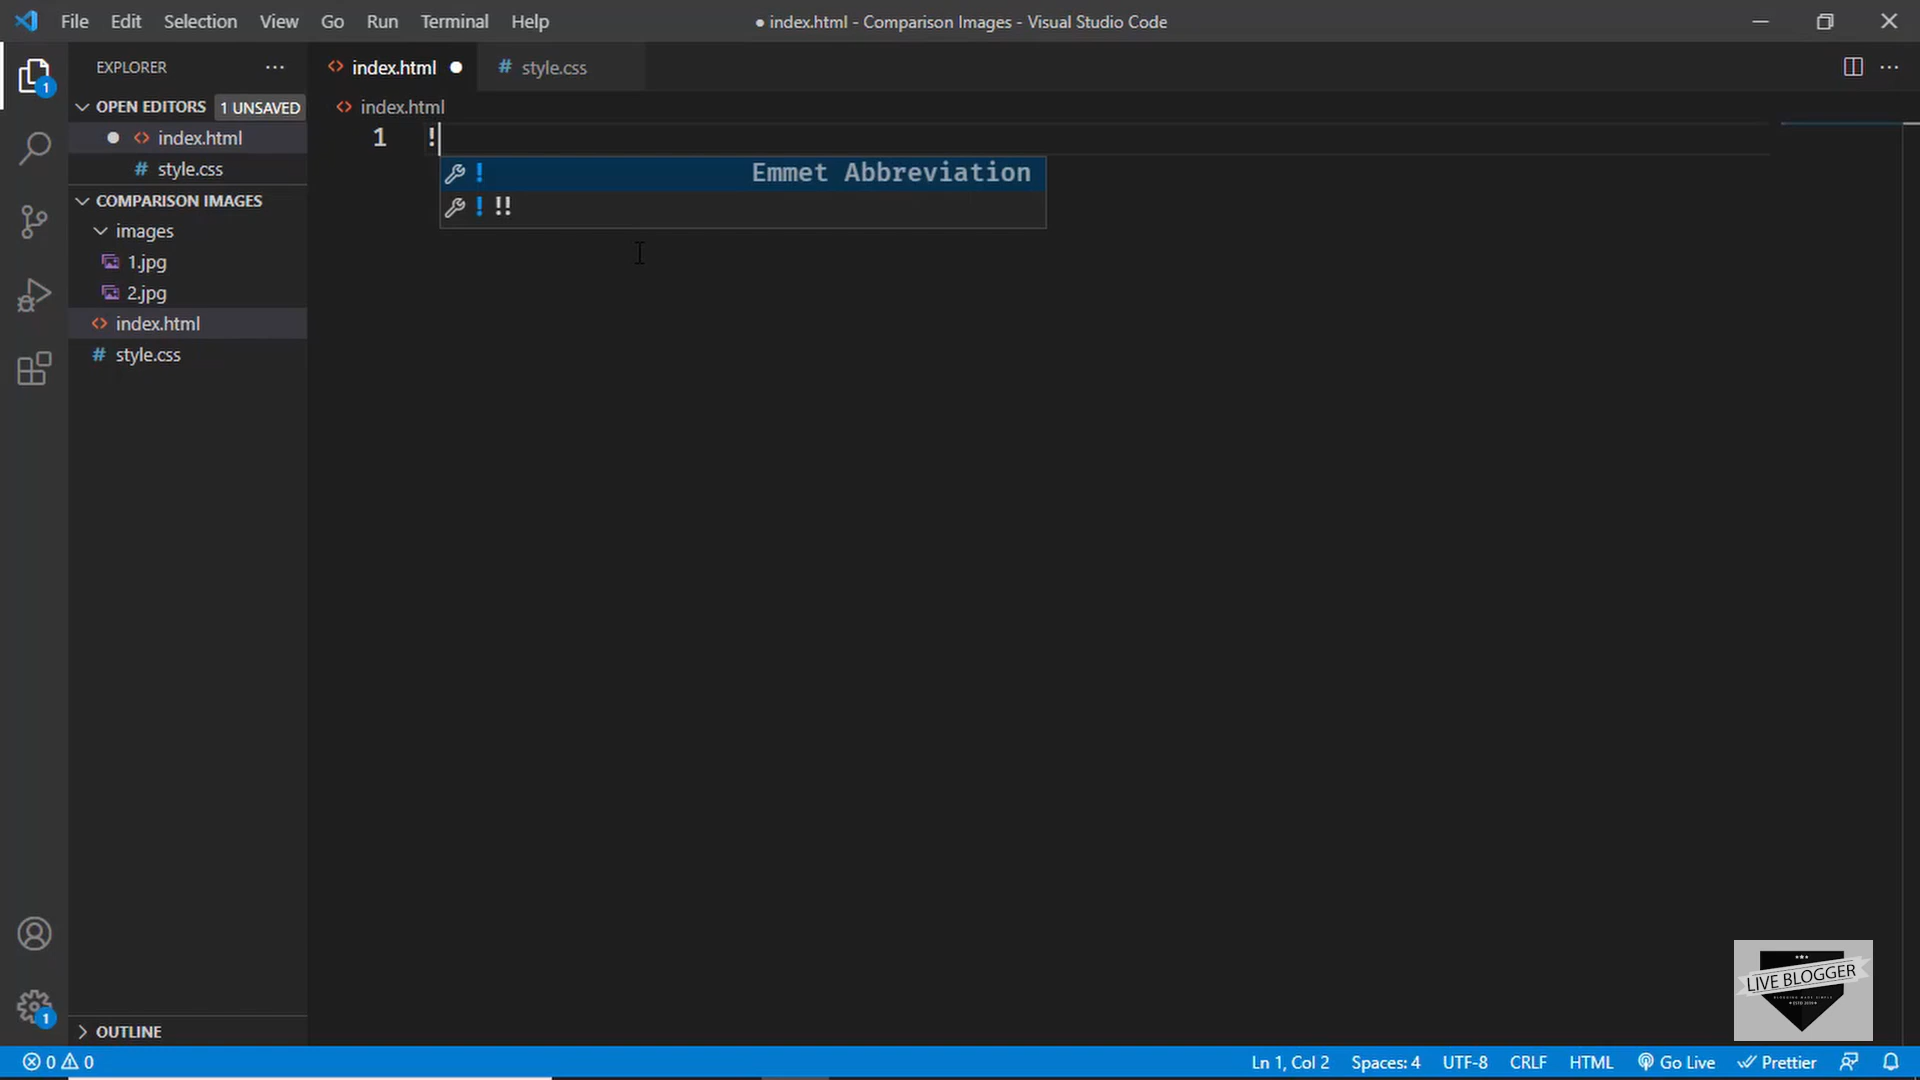 File Edit Selection View Go Run Terminal Help
● index.html - Comparison Images - Visual Studio Code
EXPLORER ···
OPEN EDITORS 1 UNSAVED
index.html
# style.css
COMPARISON IMAGES
images
1.jpg
2.jpg
index.html
# style.css
OUTLINE
index.html ● # style.css
index.html
1 !
! Emmet Abbreviation
! !!
1
1
LIVE BLOGGER
0 0
Ln 1, Col 2 Spaces: 4 UTF-8 CRLF HTML Go Live Prettier